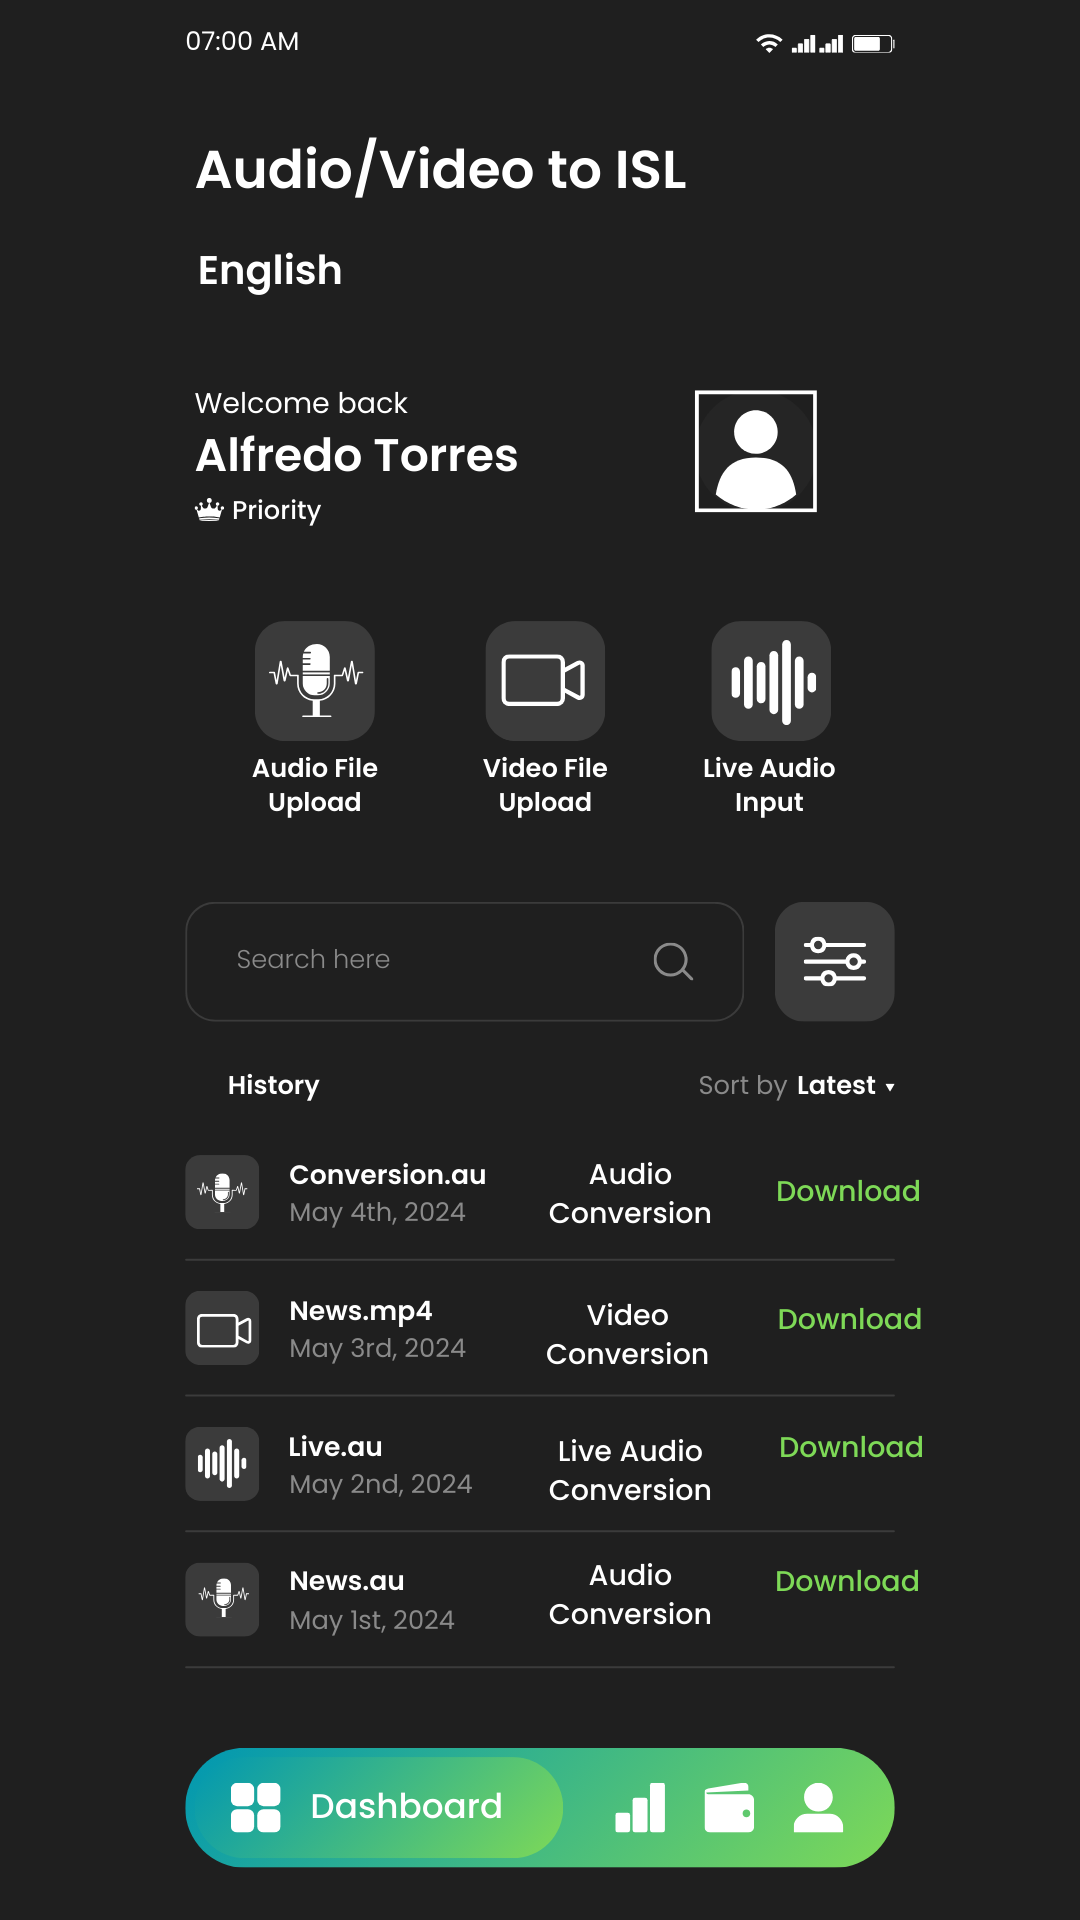 07:00 AM
Audio/Video to ISL
English
Welcome back
Alfredo Torres
Priority
Audio File
Upload
Video File
Upload
Live Audio
Input
Search here
History
Sort by Latest
Conversion.au
May 4th, 2024
Audio
Conversion
Download
News.mp4
May 3rd, 2024
Video
Conversion
Download
Live.au
May 2nd, 2024
Live Audio
Conversion
Download
News.au
May 1st, 2024
Audio
Conversion
Download
Dashboard